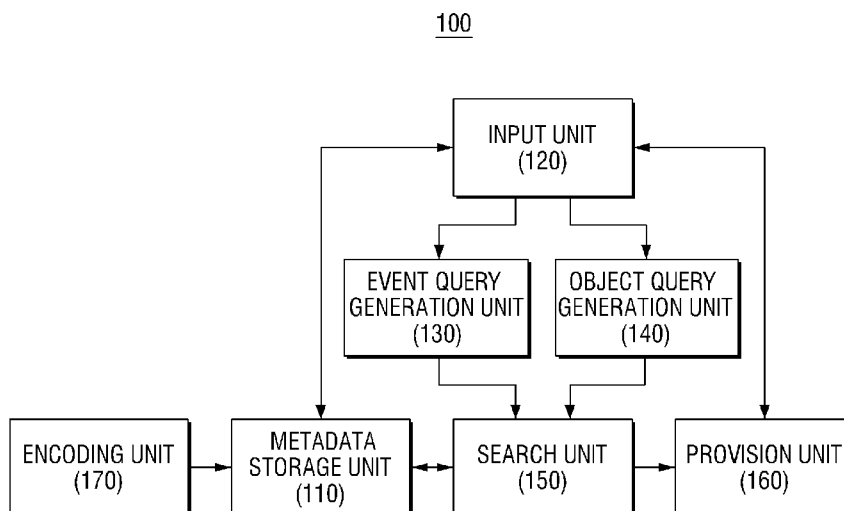 100
INPUT UNIT
(120)
EVENT QUERY
GENERATION UNIT
(130)
OBJECT QUERY
GENERATION UNIT
(140)
ENCODING UNIT
(170)
METADATA
STORAGE UNIT
(110)
SEARCH UNIT
(150)
PROVISION UNIT
(160)